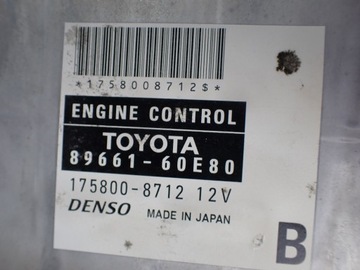 *1758008712$*
ENGINE CONTROL
TOYOTA
89661-60E80
175800-8712 12V
DENSO MADE IN JAPAN
B